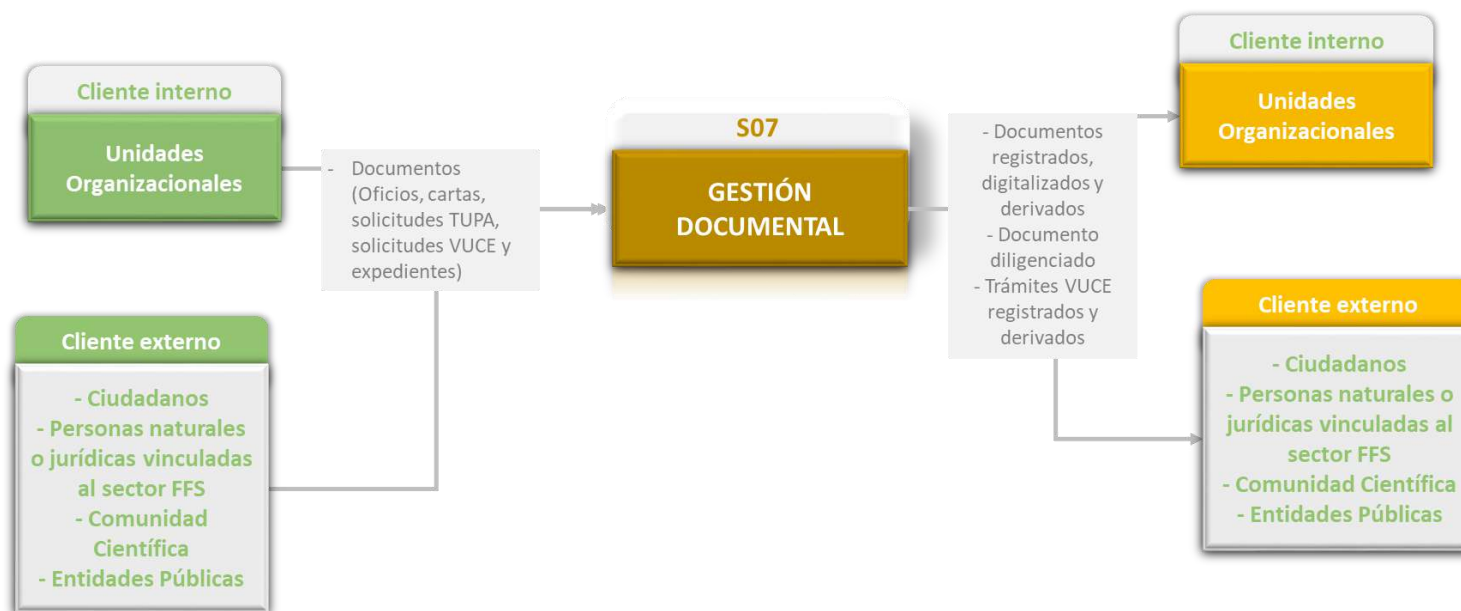 Cliente interno
Unidades
Organizacionales
Cliente externo
- Ciudadanos
- Personas naturales
o jurídicas vinculadas
al sector FFS
- Comunidad
Científica
- Entidades Públicas
- Documentos
(Oficios, cartas,
solicitudes TUPA,
solicitudes VUCE y
expedientes)
S07
GESTIÓN
DOCUMENTAL
- Documentos
registrados,
digitalizados y
derivados
- Documento
diligenciado
- Trámites VUCE
registrados y
derivados
Cliente interno
Unidades
Organizacionales
Cliente externo
- Ciudadanos
- Personas naturales o
jurídicas vinculadas al
sector FFS
- Comunidad Científica
- Entidades Públicas